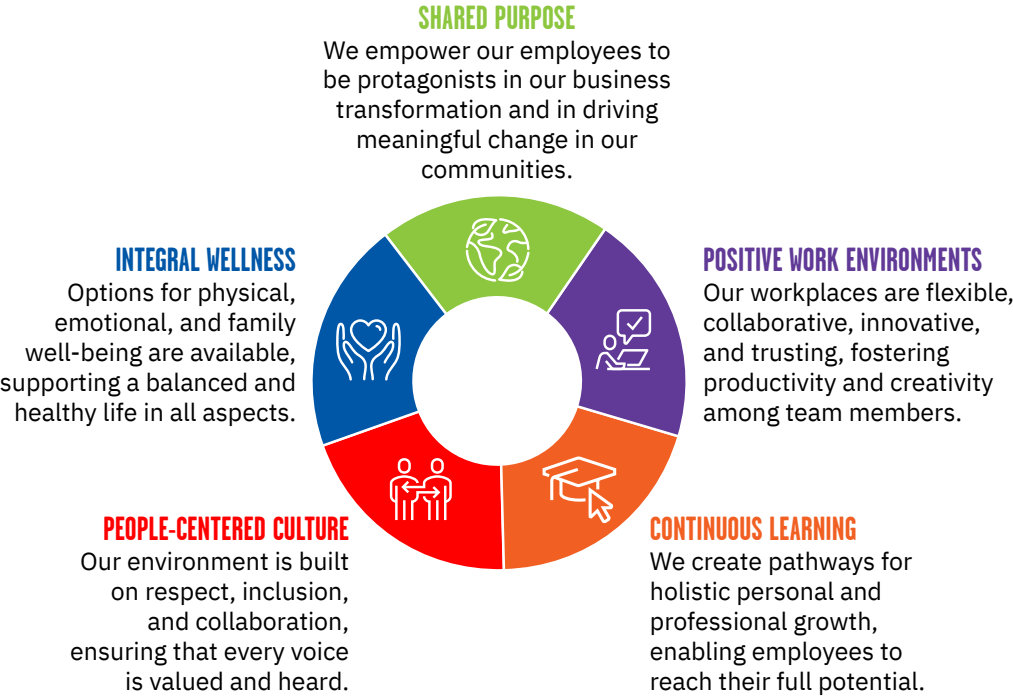 SHARED PURPOSE
We empower our employees to
be protagonists in our business
transformation and in driving
meaningful change in our
communities.
INTEGRAL WELLNESS
Options for physical,
emotional, and family
well-being are available,
supporting a balanced and
healthy life in all aspects.
POSITIVE WORK ENVIRONMENTS
Our workplaces are flexible,
collaborative, innovative,
and trusting, fostering
productivity and creativity
among team members.
PEOPLE-CENTERED CULTURE
Our environment is built
on respect, inclusion,
and collaboration,
ensuring that every voice
is valued and heard.
CONTINUOUS LEARNING
We create pathways for
holistic personal and
professional growth,
enabling employees to
reach their full potential.